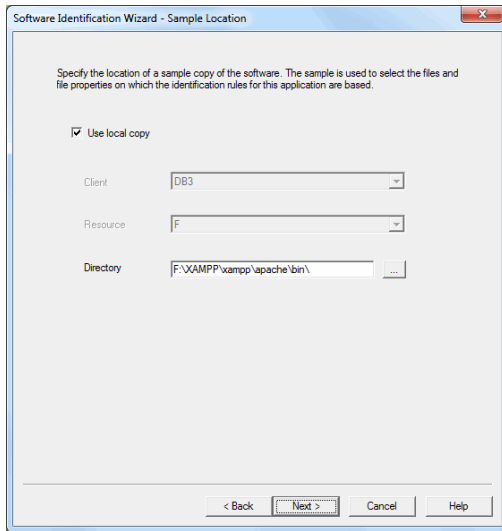 Software Identification Wizard - Sample Location
Specify the location of a sample copy of the software. The sample is used to select the files and
file properties on which the identification rules for this application are based.
Use local copy
Client DB3
Resource F
Directory F:\XAMPP\xampp\apache\bin\ ...
< Back Next > Cancel Help